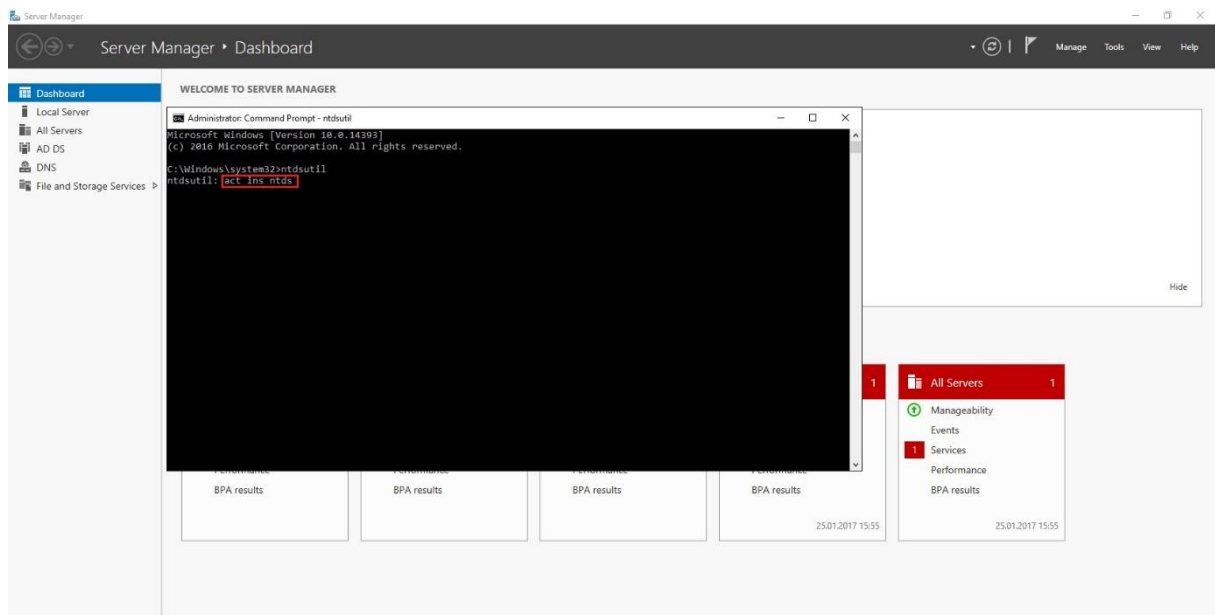 Server Manager
Server Manager • Dashboard
Manage Tools View Help
Dashboard
Local Server
All Servers
AD DS
DNS
File and Storage Services
WELCOME TO SERVER MANAGER
Administrator: Command Prompt - ntdsutil
Microsoft Windows [Version 10.0.14393]
(c) 2016 Microsoft Corporation. All rights reserved.
C:\Windows\system32>ntdsutil
ntdsutil: act ins ntds
Hide
1
All Servers 1
Manageability
Events
1 Services
Performance
BPA results
25.01.2017 15:55
BPA results
BPA results
BPA results
BPA results
25.01.2017 15:55